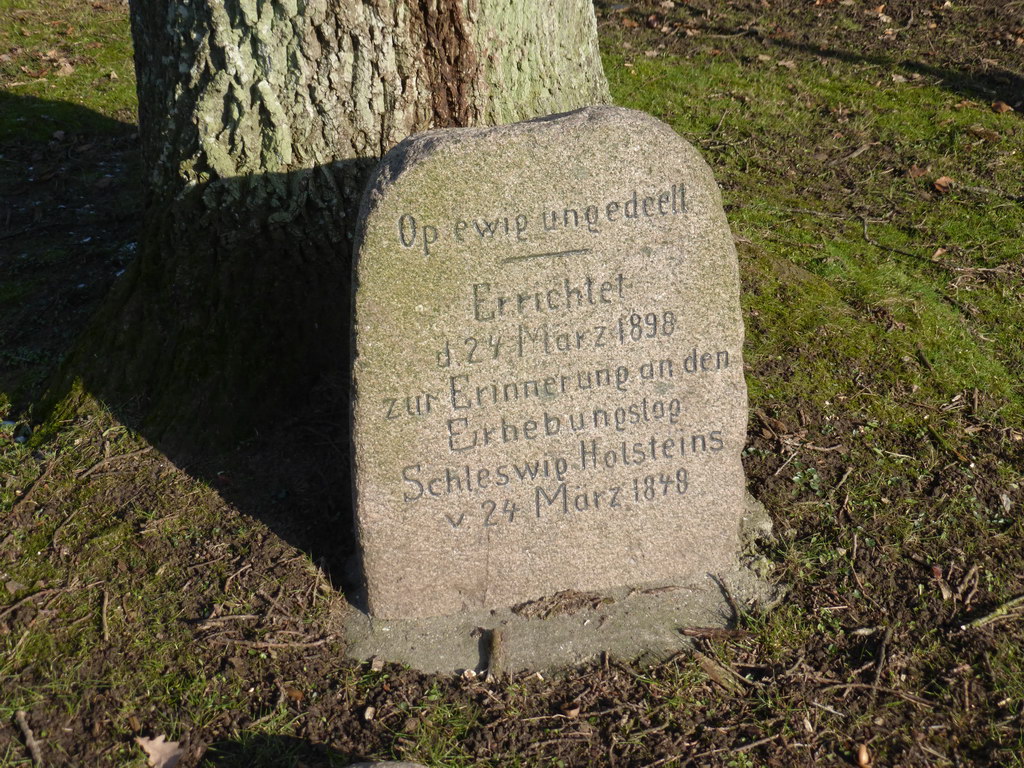 Op ewig ungedeelt
Errichtet
d. 24. März 1898
zur Erinnerung an den
Erhebungstag
Schleswig Holsteins
v. 24 März 1848